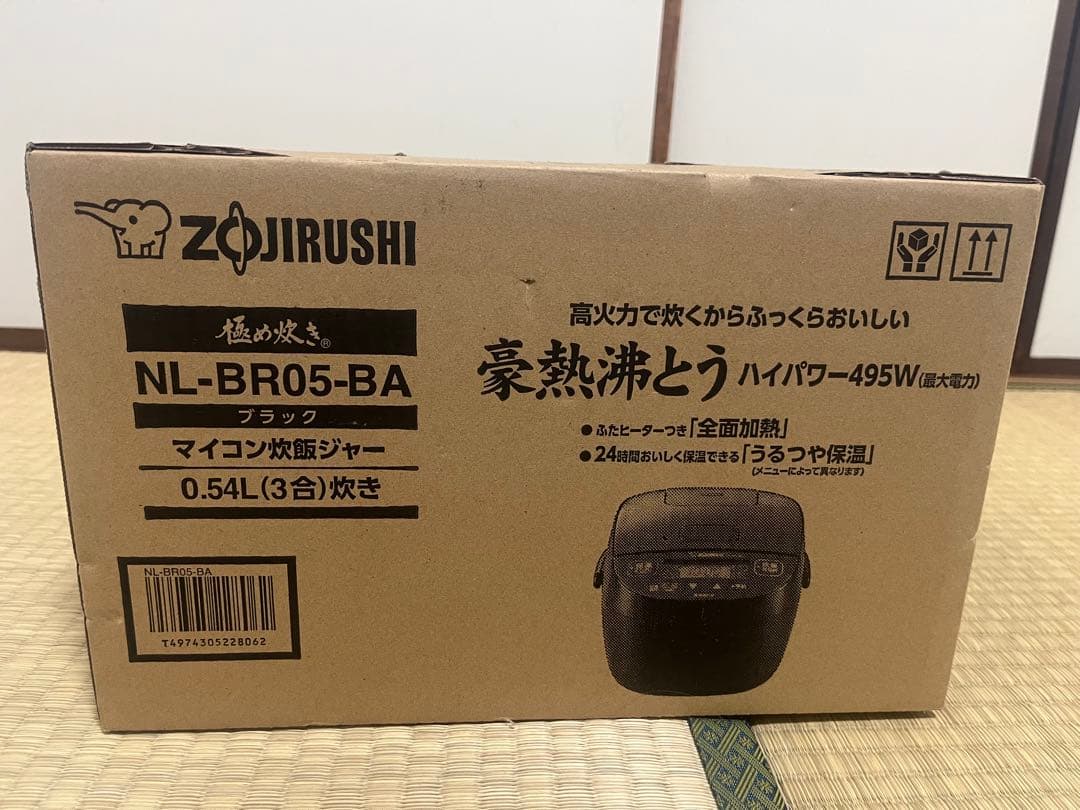 ZOJIRUSHI
極め炊き®
NL-BR05-BA
ブラック
マイコン炊飯ジャー
0.54L(3合)炊き
NL-BR05-BA
T4974305228062
高火力で炊くからふっくらおいしい
豪熱沸とう ハイパワー495W(最大電力)
●ふたヒーターつき「全面加熱」
●24時間おいしく保温できる「うるつや保温」
(メニューによって異なります)